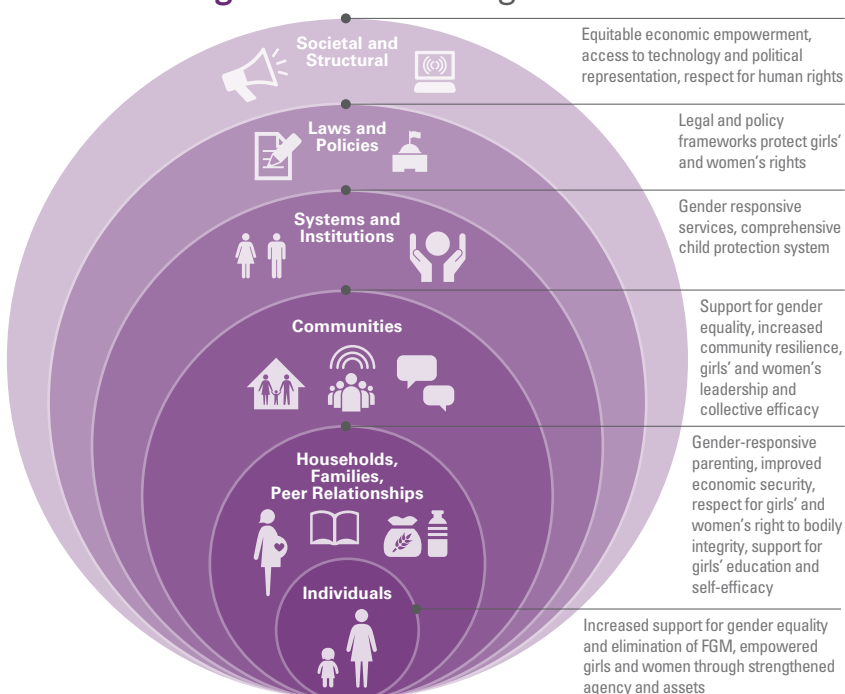 Societal and
Structural
Equitable economic empowerment,
access to technology and political
representation, respect for human rights
Laws and
Policies
Legal and policy
frameworks protect girls'
and women's rights
Systems and
Institutions
Gender responsive
services, comprehensive
child protection system
Communities
Support for gender
equality, increased
community resilience,
girls' and women's
leadership and
collective efficacy
Households,
Families,
Peer Relationships
Gender-responsive
parenting, improved
economic security,
respect for girls' and
women's right to bodily
integrity, support for
girls' education and
self-efficacy
Individuals
Increased support for gender equality
and elimination of FGM, empowered
girls and women through strengthened
agency and assets